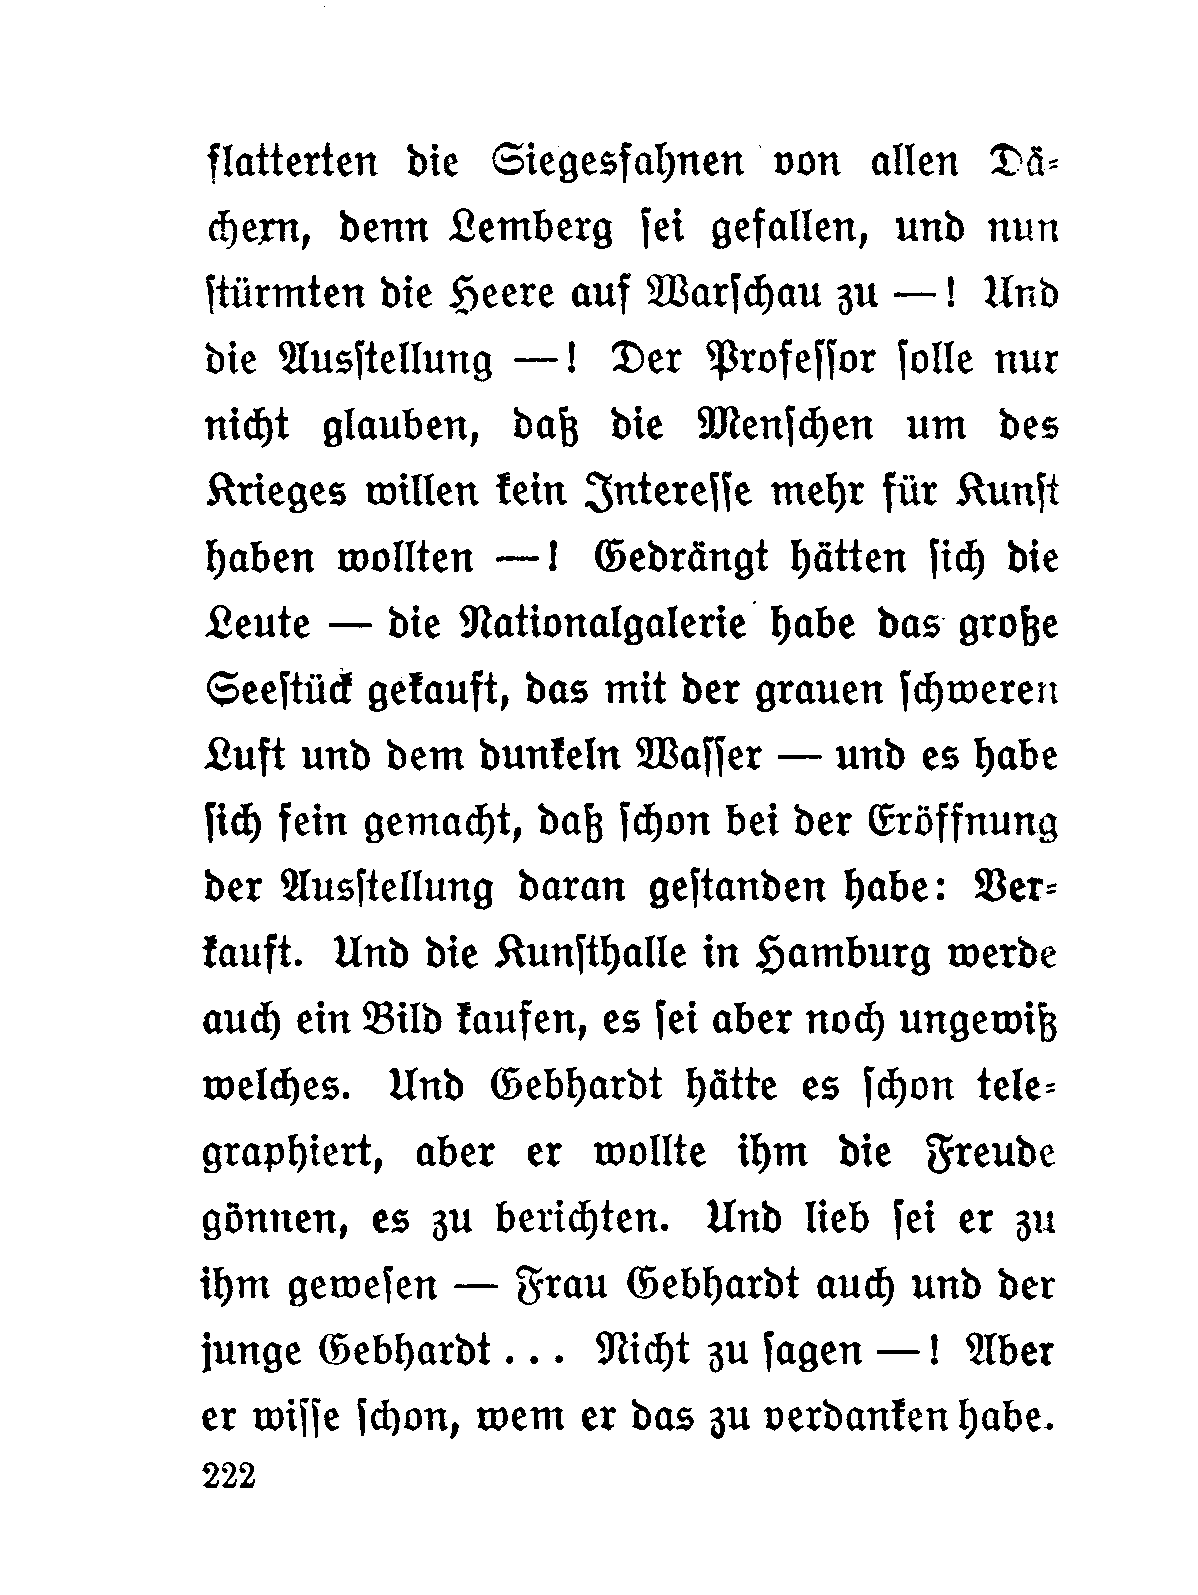 flatterten die Siegesfahnen von allen Dä-
chern, denn Lemberg sei gefallen, und nun
stürmten die Heere auf Warschau zu —! Und
die Ausstellung —! Der Professor solle nur
nicht glauben, daß die Menschen um des
Krieges willen kein Interesse mehr für Kunst
haben wollten —! Gedrängt hätten sich die
Leute — die Nationalgalerie habe das große
Seestück gekauft, das mit der grauen schweren
Luft und dem dunkeln Wasser — und es habe
sich fein gemacht, daß schon bei der Eröffnung
der Ausstellung daran gestanden habe: Ver-
kauft. Und die Kunsthalle in Hamburg werde
auch ein Bild kaufen, es sei aber noch ungewiß
welches. Und Gebhardt hätte es schon tele-
graphiert, aber er wollte ihm die Freude
gönnen, es zu berichten. Und lieb sei er zu
ihm gewesen — Frau Gebhardt auch und der
junge Gebhardt... Nicht zu sagen —! Aber
er wisse schon, wem er das zu verdanken habe.
222